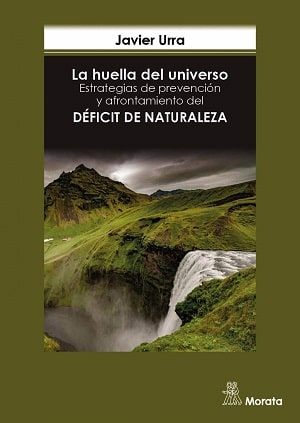 Javier Urra
La huella del universo
Estrategias de prevención
y afrontamiento del
DÉFICIT DE NATURALEZA
Morata